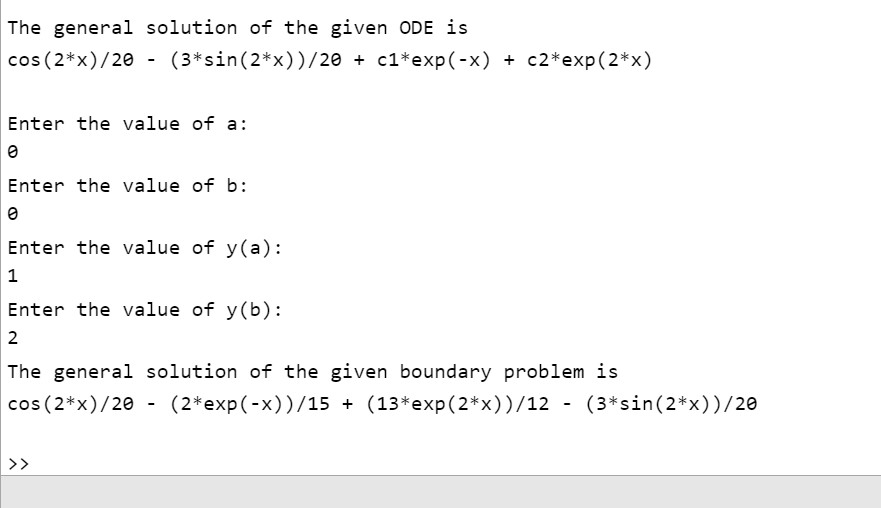 The general solution of the given ODE is
cos(2*x)/20 - (3*sin(2*x))/20 + c1*exp(-x) + c2*exp(2*x)
Enter the value of a:
0
Enter the value of b:
0
Enter the value of y(a):
1
Enter the value of y(b):
2
The general solution of the given boundary problem is
cos(2*x)/20 - (2*exp(-x))/15 + (13*exp(2*x))/12 - (3*sin(2*x))/20
>>